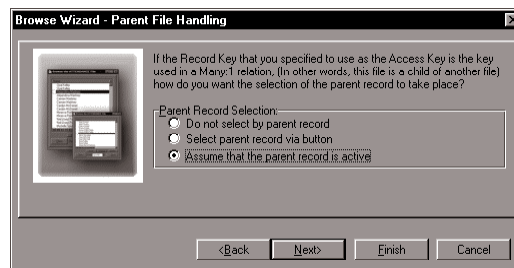 Browse Wizard - Parent File Handling
If the Record Key that you specified to use as the Access Key is the key
used in a Many:1 relation, (In other words, this file is a child of another file)
how do you want the selection of the parent record to take place?
Parent Record Selection:
Do not select by parent record
Select parent record via button
Assume that the parent record is active
<Back
Next>
Finish
Cancel